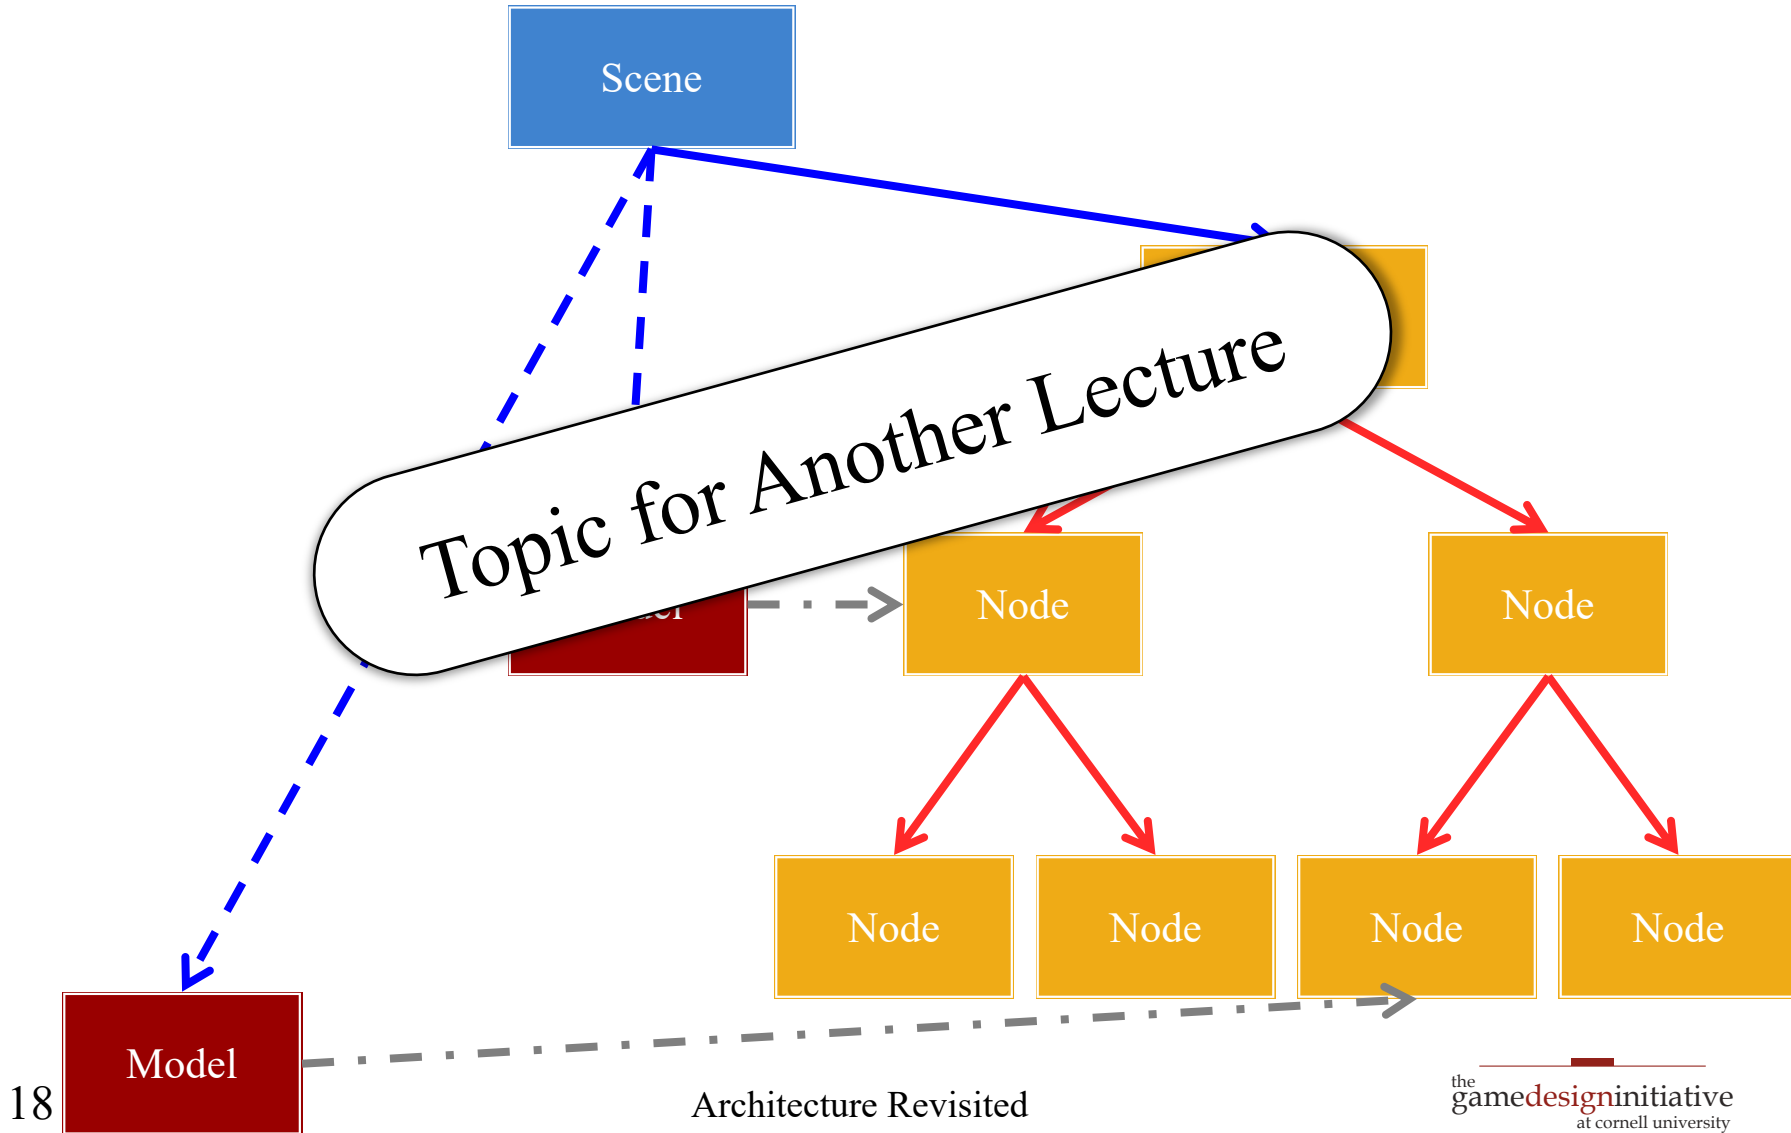 Scene
Topic for Another Lecture
Node
Node
Node
Node
Node
Node
Model
18
Architecture Revisited
the
gamedesigninitiative
at cornell university